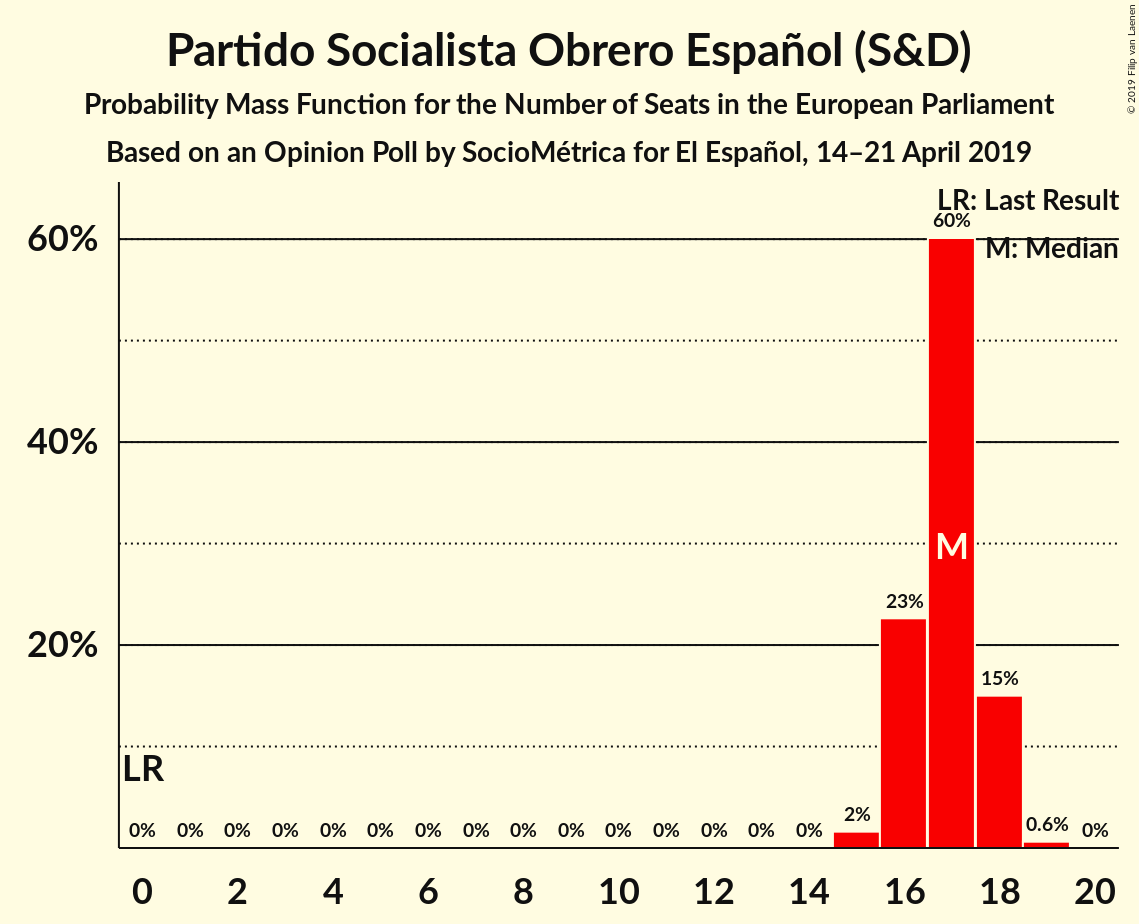 Partido Socialista Obrero Español (S&D)
Probability Mass Function for the Number of Seats in the European Parliament
Based on an Opinion Poll by SocioMétrica for El Español, 14–21 April 2019
© 2019 Filip van Laenen
LR: Last Result
M: Median
60%
40%
20%
LR
0% 0% 0% 0% 0% 0% 0% 0% 0% 0% 0% 0% 0% 0% 0% 2% 23% 60% 15% 0.6% 0%
M
0 2 4 6 8 10 12 14 16 18 20